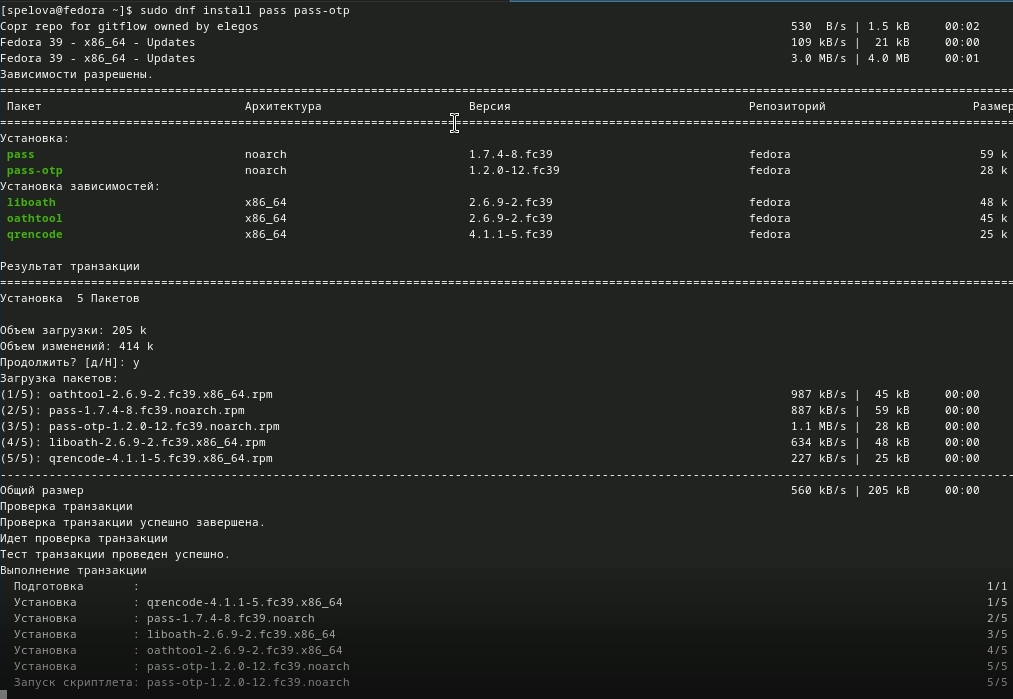 [spelova@fedora ~]$ sudo dnf install pass pass-otp
Copr repo for gitflow owned by elegos 530 B/s | 1.5 kB 00:02
Fedora 39 - x86_64 - Updates 109 kB/s | 21 kB 00:00
Fedora 39 - x86_64 - Updates 3.0 MB/s | 4.0 MB 00:01
Зависимости разрешены.
Пакет Архитектура Версия Репозиторий Размер
Установка:
pass noarch 1.7.4-8.fc39 fedora 59 k
pass-otp noarch 1.2.0-12.fc39 fedora 28 k
Установка зависимостей:
liboath x86_64 2.6.9-2.fc39 fedora 48 k
oathtool x86_64 2.6.9-2.fc39 fedora 45 k
qrencode x86_64 4.1.1-5.fc39 fedora 25 k
Результат транзакции
Установка 5 Пакетов
Объем загрузки: 205 k
Объем изменений: 414 k
Продолжить? [д/Н]: y
Загрузка пакетов:
(1/5): oathtool-2.6.9-2.fc39.x86_64.rpm 987 kB/s | 45 kB 00:00
(2/5): pass-1.7.4-8.fc39.noarch.rpm 887 kB/s | 59 kB 00:00
(3/5): pass-otp-1.2.0-12.fc39.noarch.rpm 1.1 MB/s | 28 kB 00:00
(4/5): liboath-2.6.9-2.fc39.x86_64.rpm 634 kB/s | 48 kB 00:00
(5/5): qrencode-4.1.1-5.fc39.x86_64.rpm 227 kB/s | 25 kB 00:00
Общий размер 560 kB/s | 205 kB 00:00
Проверка транзакции
Проверка транзакции успешно завершена.
Идет проверка транзакции
Тест транзакции проведен успешно.
Выполнение транзакции
Подготовка : 1/1
Установка : qrencode-4.1.1-5.fc39.x86_64 1/5
Установка : pass-1.7.4-8.fc39.noarch 2/5
Установка : liboath-2.6.9-2.fc39.x86_64 3/5
Установка : oathtool-2.6.9-2.fc39.x86_64 4/5
Установка : pass-otp-1.2.0-12.fc39.noarch 5/5
Запуск скриптлета: pass-otp-1.2.0-12.fc39.noarch 5/5